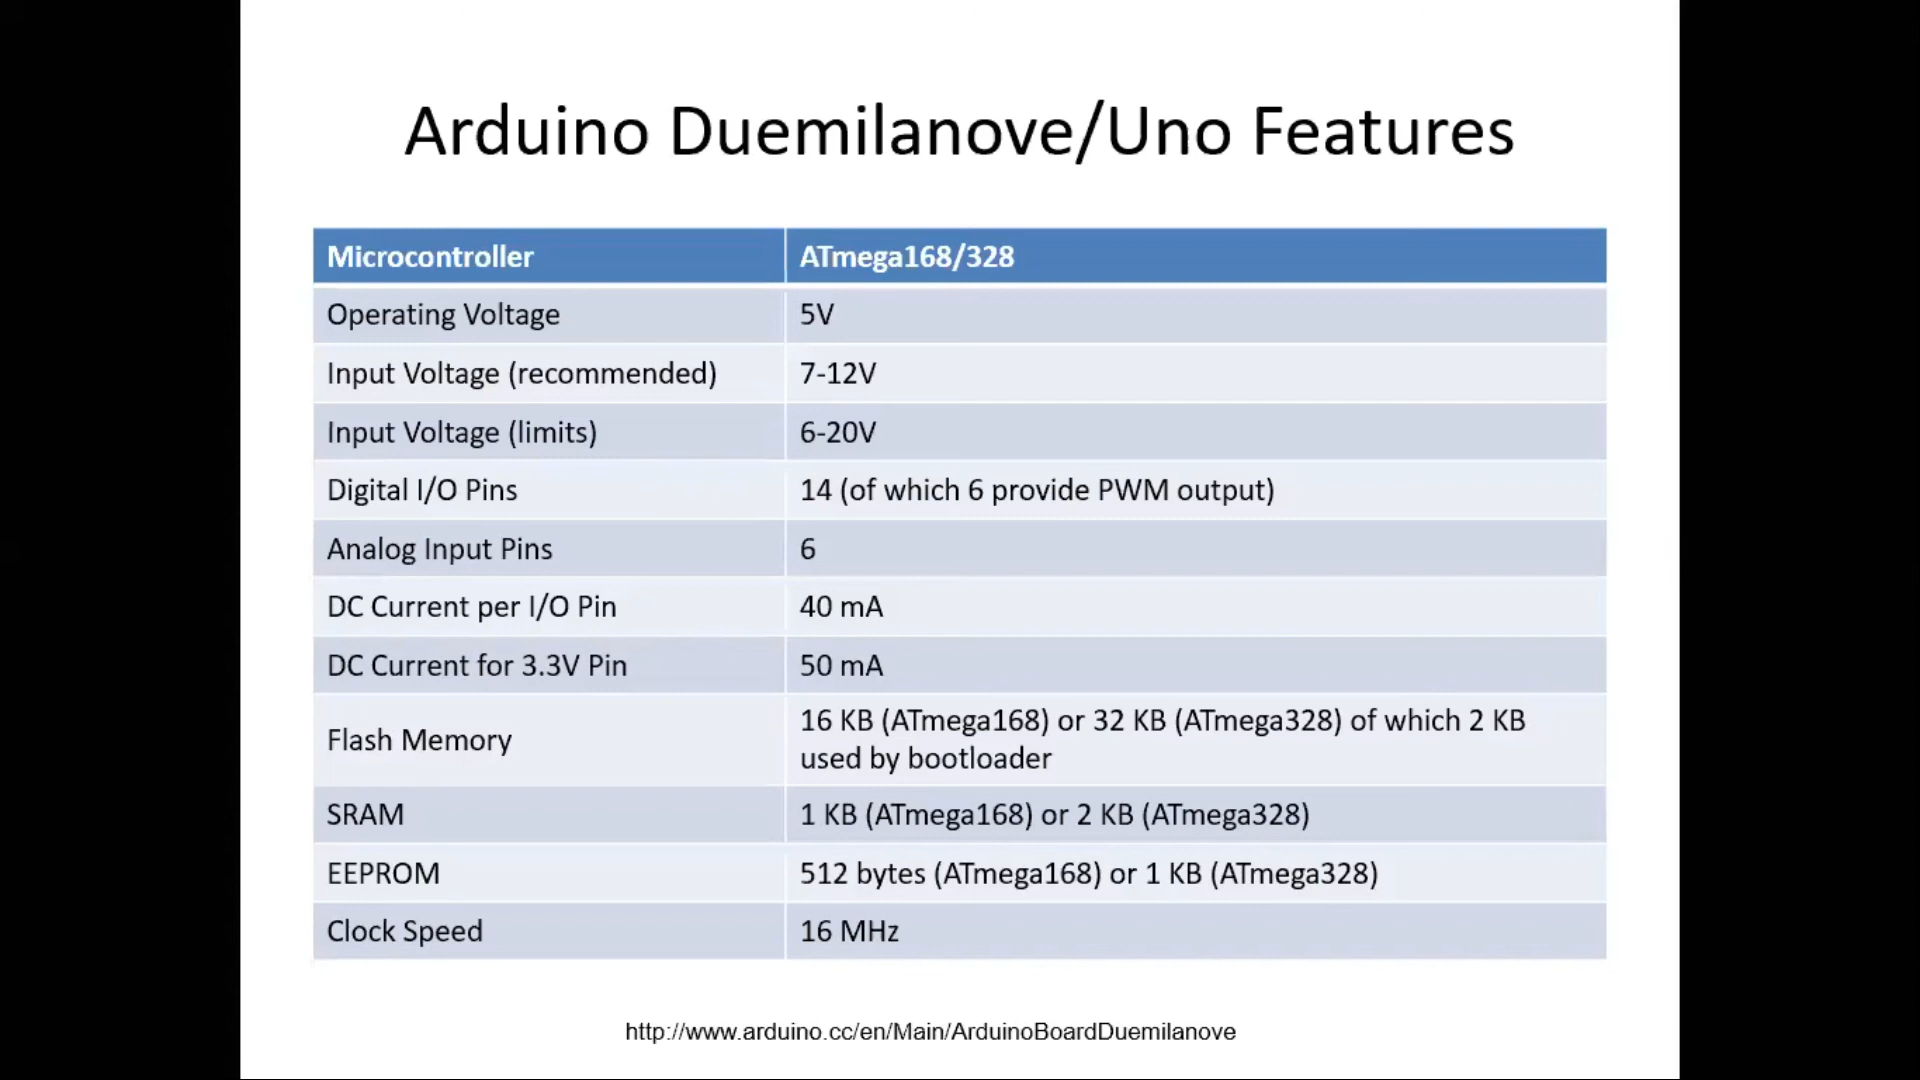 Arduino Duemilanove/Uno Features
Microcontroller ATmega168/328
Operating Voltage 5V
Input Voltage (recommended) 7-12V
Input Voltage (limits) 6-20V
Digital I/O Pins 14 (of which 6 provide PWM output)
Analog Input Pins 6
DC Current per I/O Pin 40 mA
DC Current for 3.3V Pin 50 mA
Flash Memory 16 KB (ATmega168) or 32 KB (ATmega328) of which 2 KB
used by bootloader
SRAM 1 KB (ATmega168) or 2 KB (ATmega328)
EEPROM 512 bytes (ATmega168) or 1 KB (ATmega328)
Clock Speed 16 MHz
http://www.arduino.cc/en/Main/ArduinoBoardDuemilanove